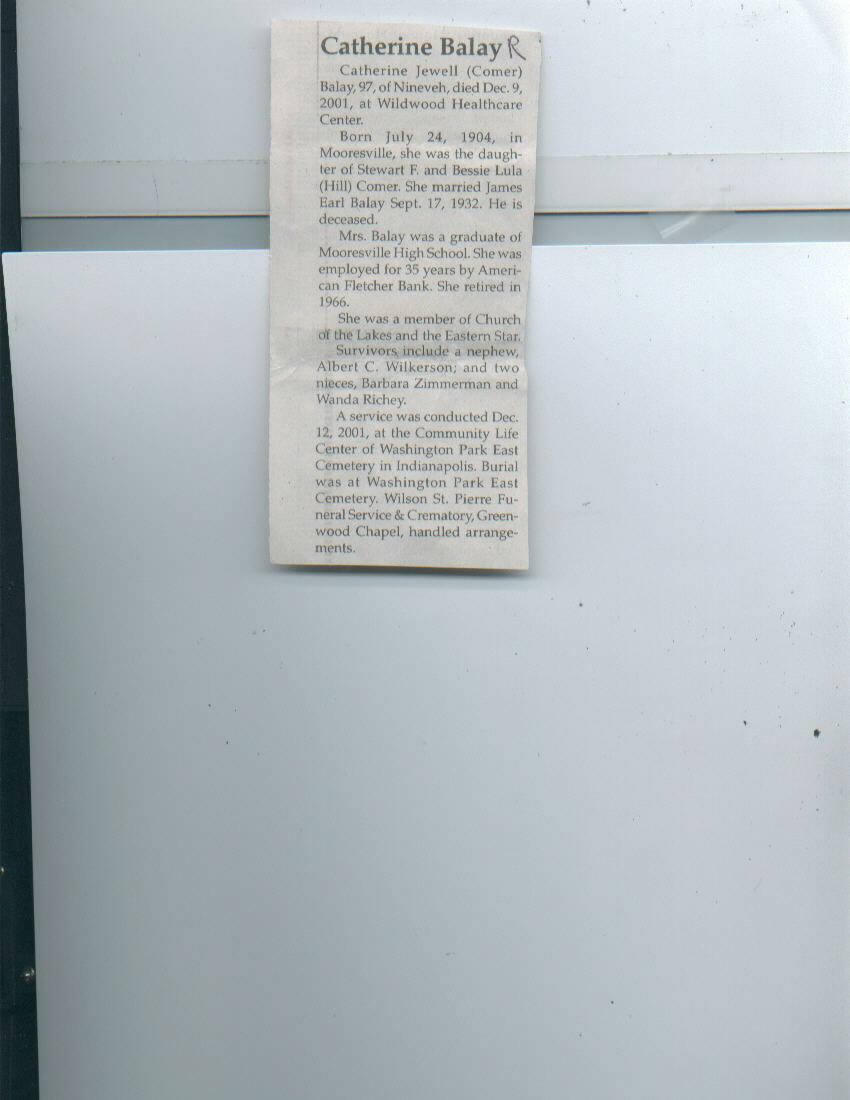 Catherine Balay R
Catherine Jewell (Comer)
Balay, 97, of Nineveh, died Dec. 9,
2001, at Wildwood Healthcare
Center.
Born July 24, 1904, in
Mooresville, she was the daugh-
ter of Stewart F. and Bessie Lula
(Hill) Comer. She married James
Earl Balay Sept. 17, 1932. He is
deceased.
Mrs. Balay was a graduate of
Mooresville High School. She was
employed for 35 years by Ameri-
can Fletcher Bank. She retired in
1966.
She was a member of Church
of the Lakes and the Eastern Star.
Survivors include a nephew,
Albert C. Wilkerson; and two
nieces, Barbara Zimmerman and
Wanda Richey.
A service was conducted Dec.
12, 2001, at the Community Life
Center of Washington Park East
Cemetery in Indianapolis. Burial
was at Washington Park East
Cemetery. Wilson St. Pierre Fu-
neral Service & Crematory, Green-
wood Chapel, handled arrange-
ments.